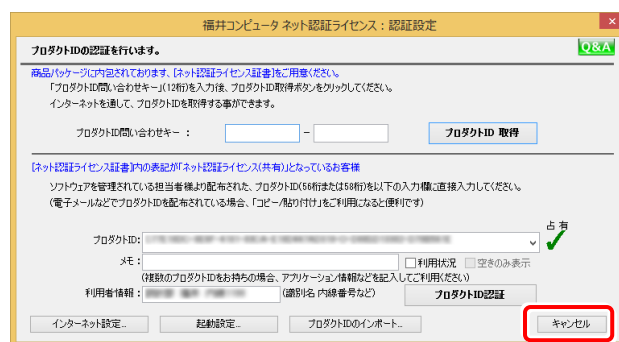 福井コンピュータ ネット認証ライセンス：認証設定
×
プロダクトIDの認証を行います。
Q&A
商品パッケージに内包されております、[ネット認証ライセンス証書]をご用意ください。
「プロダクトID問い合わせキー」(12桁)を入力後、プロダクトID取得ボタンをクリックしてください。
インターネットを通して、プロダクトIDを取得する事ができます。
プロダクトID問い合わせキー ： － プロダクトID 取得
[ネット認証ライセンス証書]内の表記が「ネット認証ライセンス(共有)」となっているお客様
ソフトウェアを管理されている担当者様より配布された、プロダクトID(56桁または58桁)を以下の入力欄に直接入力してください。
(電子メールなどでプロダクトIDを配布されている場合、「コピー/貼り付け」をご利用になると便利です)
占有
プロダクトID:
メモ： 利用状況 空きのみ表示
(複数のプロダクトIDをお持ちの場合、アプリケーション情報などを記入してご利用ください)
利用者情報： (識別名 内線番号など) プロダクトID認証
インターネット設定... 起動設定... プロダクトIDのインポート... キャンセル